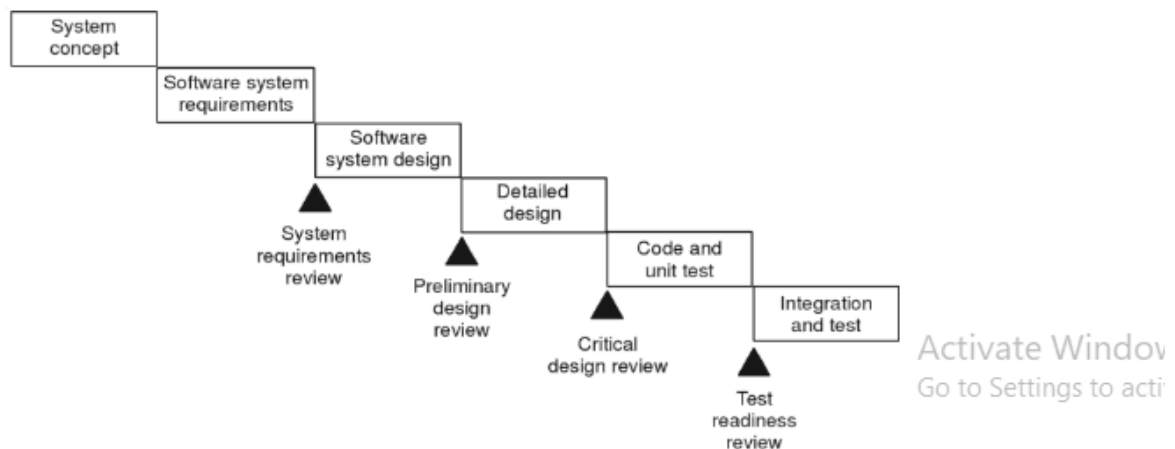 System
concept
Software system
requirements
Software
system design
Detailed
design
System
requirements
review
Code and
unit test
Preliminary
design
review
Integration
and test
Critical
design review
Activate Window
Go to Settings to acti
Test
readiness
review